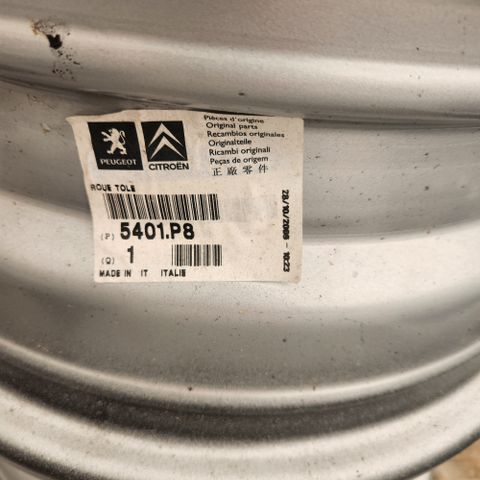 Pièces d'origine
Original parts
Recambios originales
Originalteile
Ricambi originali
Peças de origem
正廠零件
PEUGEOT
CITROËN
ROUE TOLE
(P) 5401.P8
(Q) 1
MADE IN IT ITALIE
28/10/2008 - 10:23